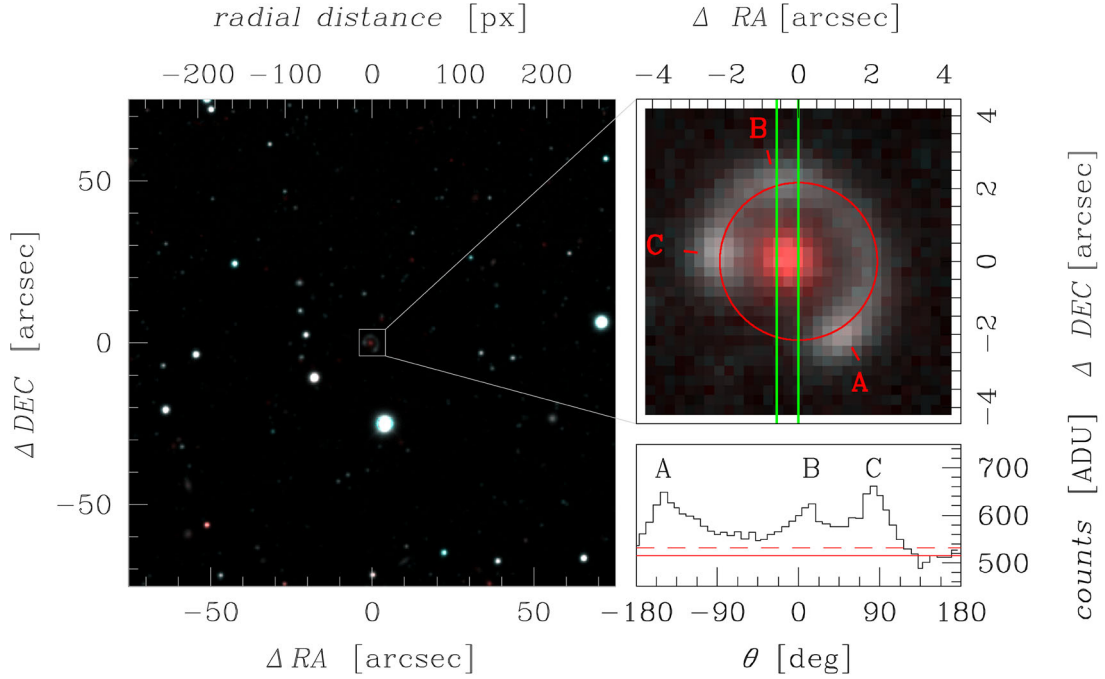 radial distance [px]
Δ RA [arcsec]
−200 −100 0 100 200
−4 −2 0 2 4
50
0
−50
Δ DEC [arcsec]
B
C
A
4
2
0
−2
−4
Δ DEC [arcsec]
A B C
700
600
500
counts [ADU]
−50 0 50
−180 −90 0 90 180
Δ RA [arcsec]
θ [deg]